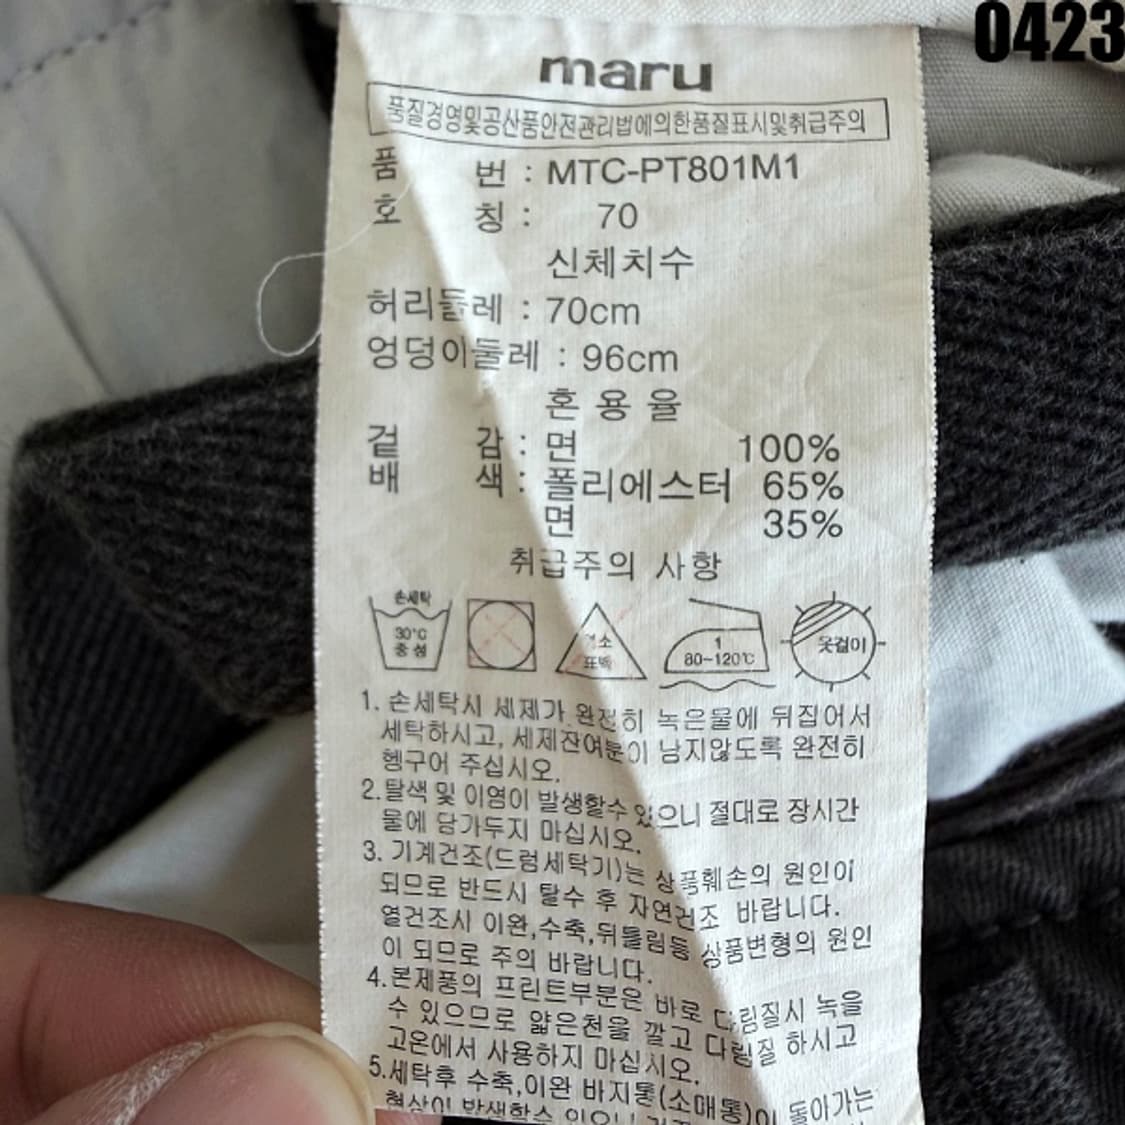 0423
maru
품질경영및공산품안전관리법에의한품질표시및취급주의
품 번 : MTC-PT801M1
호 칭 : 70
신체치수
허리둘레 : 70cm
엉덩이둘레 : 96cm
혼 용 율
겉 감 : 면 100%
배 색 : 폴리에스터 65%
면 35%
취급주의 사항
손세탁
30°C
중성
염소
표백
1
80~120℃
옷걸이
1. 손세탁시 세제가 완전히 녹은물에 뒤집어서
세탁하시고, 세제잔여분이 남지않도록 완전히
헹구어 주십시오.
2.탈색 및 이염이 발생할수 있으니 절대로 장시간
물에 담가두지 마십시오.
3. 기계건조(드럼세탁기)는 상품훼손의 원인이
되므로 반드시 탈수 후 자연건조 바랍니다.
열건조시 이완,수축,뒤틀림등 상품변형의 원인
이 되므로 주의 바랍니다.
4.본제품의 프린트부분은 바로 다림질시 녹을
수 있으므로 얇은천을 깔고 다림질 하시고
고온에서 사용하지 마십시오.
5.세탁후 수축,이완 바지통(소매통)이 돌아가는
현상이 발생할수 있으니